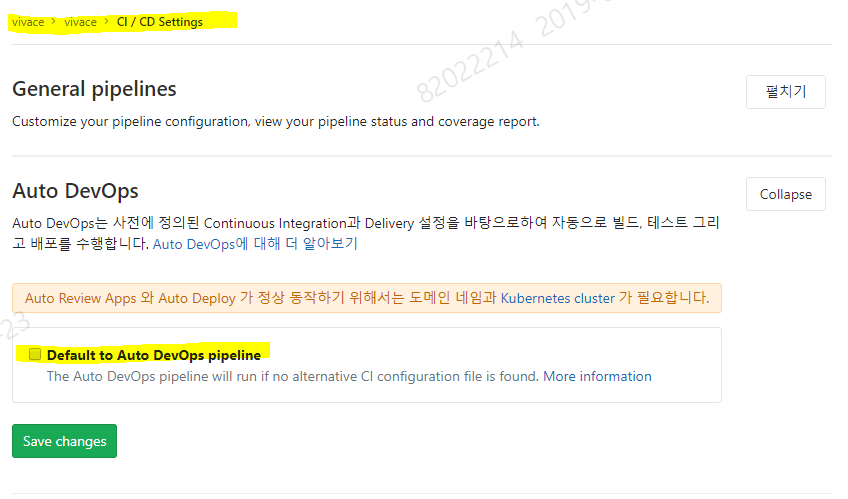 vivace > vivace > CI / CD Settings
82022214 2019-
General pipelines
펼치기
Customize your pipeline configuration, view your pipeline status and coverage report.
Auto DevOps
Collapse
Auto DevOps는 사전에 정의된 Continuous Integration과 Delivery 설정을 바탕으로하여 자동으로 빌드, 테스트 그리
고 배포를 수행합니다. Auto DevOps에 대해 더 알아보기
Auto Review Apps 와 Auto Deploy 가 정상 동작하기 위해서는 도메인 네임과 Kubernetes cluster 가 필요합니다.
-23
Default to Auto DevOps pipeline
The Auto DevOps pipeline will run if no alternative CI configuration file is found. More information
Save changes